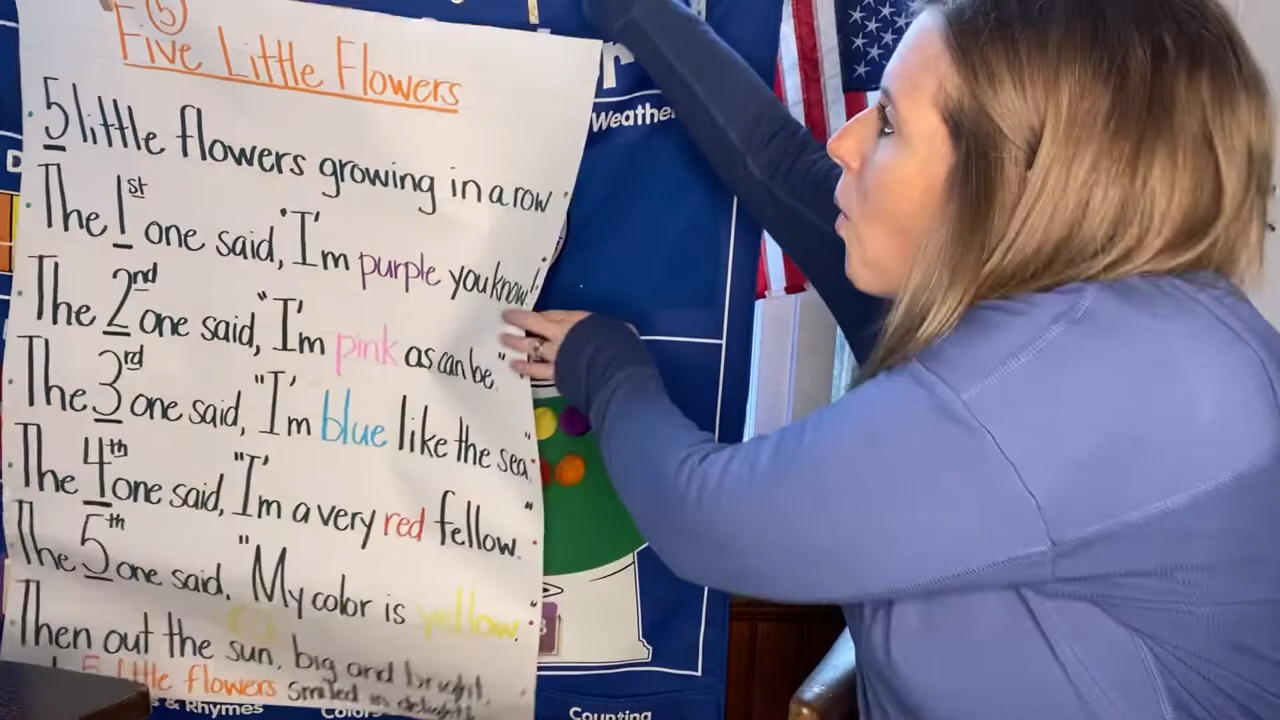 5
Five Little Flowers
5 little flowers growing in a row
The 1st one said, "I'm purple you know!"
The 2nd one said, "I'm pink as can be."
The 3rd one said, "I'm blue like the sea."
The 4th one said, "I'm a very red fellow."
The 5th one said, "My color is yellow."
Then out the sun, big and bright,
5 little flowers smiled in delight
Weather
& Rhymes
Colors
Counting